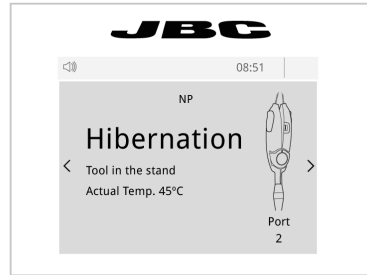 JBC
08:51
NP
Hibernation
Tool in the stand
Actual Temp. 45ºC
Port
2